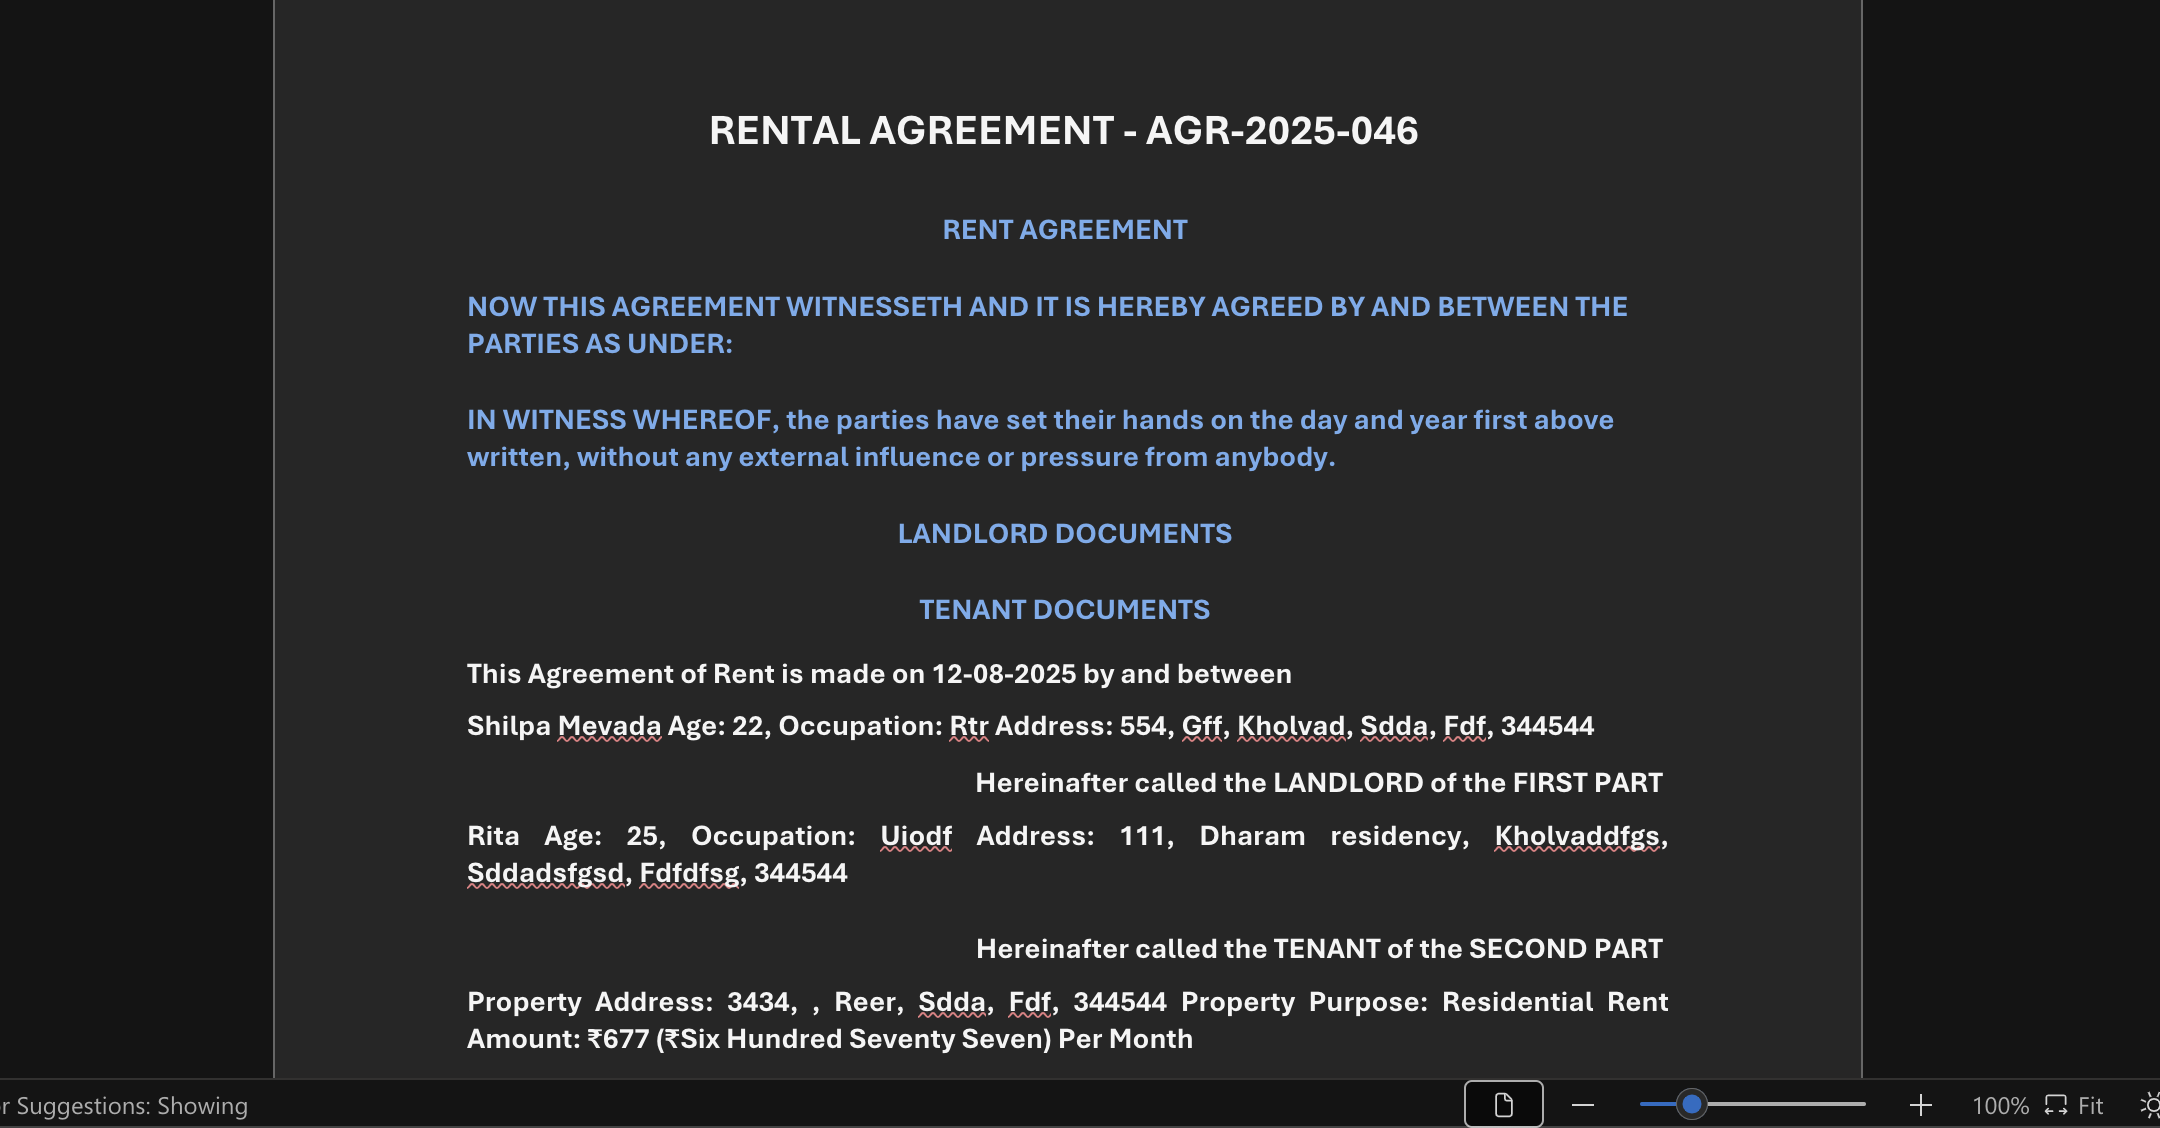 RENTAL AGREEMENT - AGR-2025-046
RENT AGREEMENT
NOW THIS AGREEMENT WITNESSETH AND IT IS HEREBY AGREED BY AND BETWEEN THE
PARTIES AS UNDER:
IN WITNESS WHEREOF, the parties have set their hands on the day and year first above
written, without any external influence or pressure from anybody.
LANDLORD DOCUMENTS
TENANT DOCUMENTS
This Agreement of Rent is made on 12-08-2025 by and between
Shilpa Mevada Age: 22, Occupation: Rtr Address: 554, Gff, Kholvad, Sdda, Fdf, 344544
Hereinafter called the LANDLORD of the FIRST PART
Rita Age: 25, Occupation: Uiodf Address: 111, Dharam residency, Kholvaddfgs,
Sddadsfgsd, Fdfdfsg, 344544
Hereinafter called the TENANT of the SECOND PART
Property Address: 3434, , Reer, Sdda, Fdf, 344544 Property Purpose: Residential Rent
Amount: ₹677 (₹Six Hundred Seventy Seven) Per Month
r Suggestions: Showing
100%
Fit